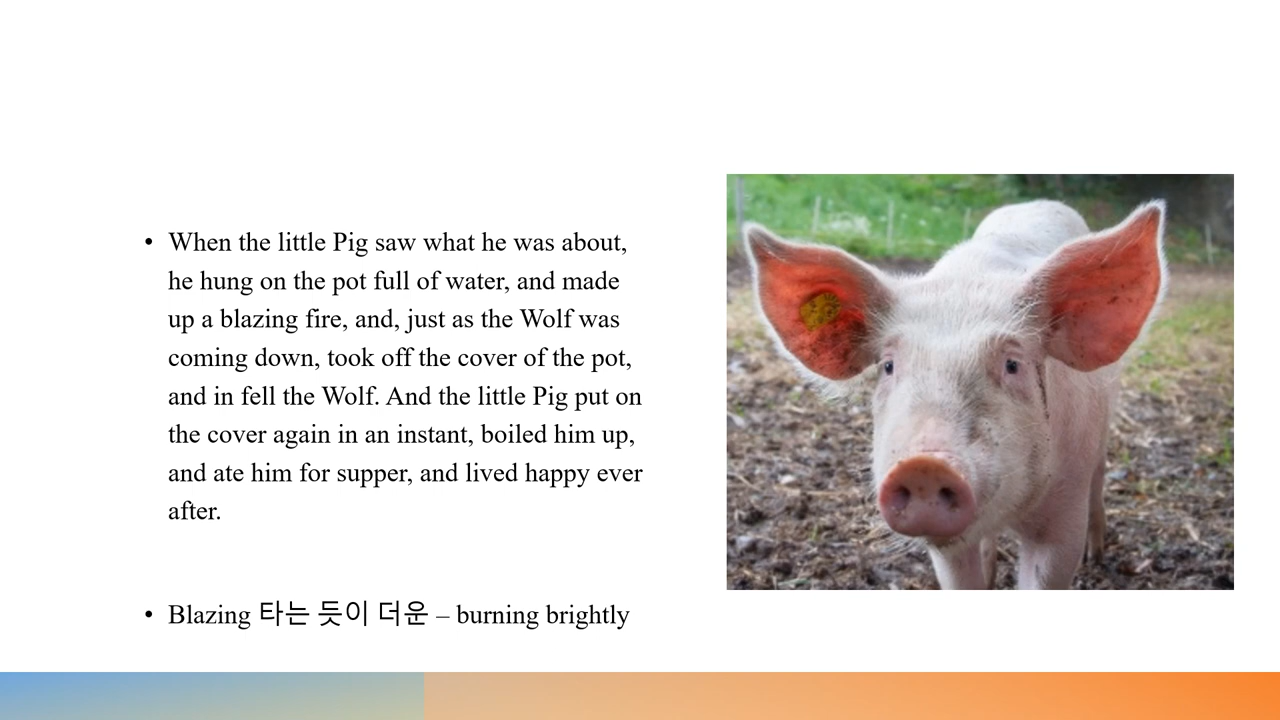 • When the little Pig saw what he was about,
he hung on the pot full of water, and made
up a blazing fire, and, just as the Wolf was
coming down, took off the cover of the pot,
and in fell the Wolf. And the little Pig put on
the cover again in an instant, boiled him up,
and ate him for supper, and lived happy ever
after.
• Blazing 타는 듯이 더운 – burning brightly